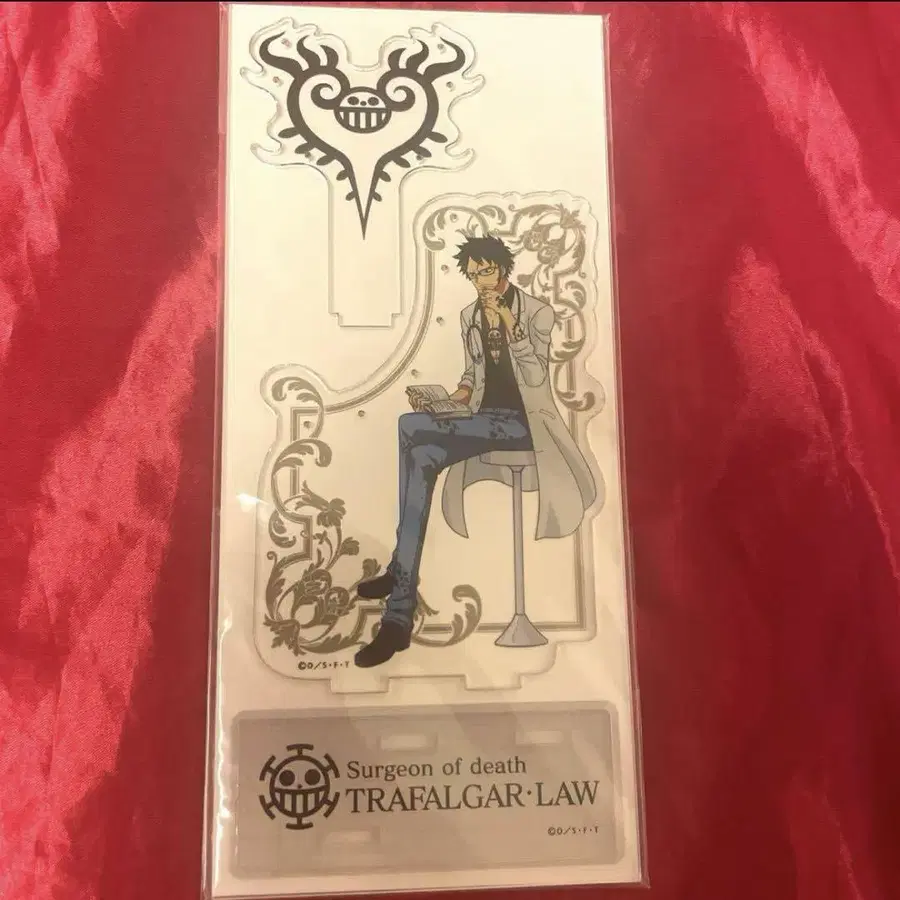 ©O/S・F・T
Surgeon of death
TRAFALGAR・LAW
©O/S・F・T